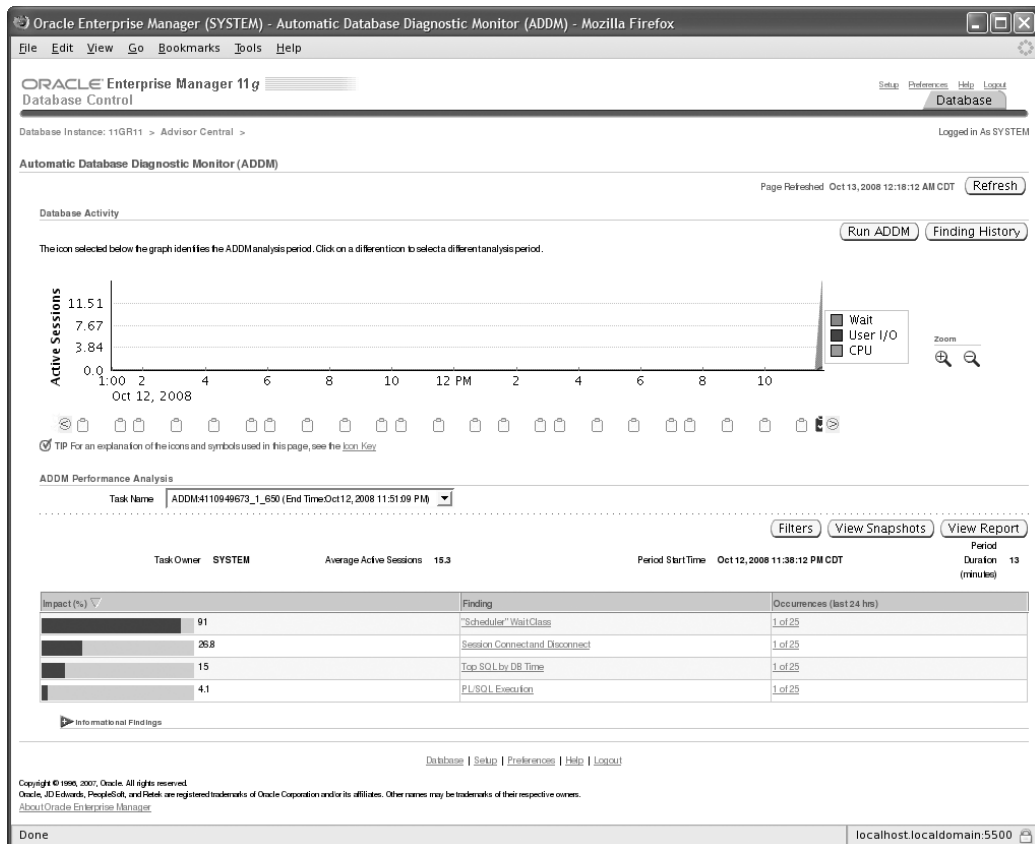 Oracle Enterprise Manager (SYSTEM) - Automatic Database Diagnostic Monitor (ADDM) - Mozilla Firefox
File Edit View Go Bookmarks Tools Help
ORACLE Enterprise Manager 11g
Database Control
Setup Preferences Help Logout
Database
Database Instance: 11GR11 > Advisor Central >
Logged in As SYSTEM
Automatic Database Diagnostic Monitor (ADDM)
Page Refreshed Oct 13, 2008 12:18:12 AM CDT Refresh
Database Activity
Run ADDM Finding History
The icon selected below the graph identifies the ADDM analysis period. Click on a different icon to select a different analysis period.
Active Sessions
11.51
7.67
3.84
0.0
1:00 2 4 6 8 10 12 PM 2 4 6 8 10
Oct 12, 2008
Wait
User I/O
CPU
Zoom
TIP For an explanation of the icons and symbols used in this page, see the Icon Key
ADDM Performance Analysis
Task Name ADDM:4110949673_1_650 (End Time:Oct 12, 2008 11:51:09 PM)
Filters View Snapshots View Report
Task Owner SYSTEM Average Active Sessions 15.3 Period Start Time Oct 12, 2008 11:38:12 PM CDT Period Duration (minutes) 13
Impact (%) Finding Occurrences (last 24 hrs)
91 "Scheduler" Wait Class 1 of 25
26.8 Session Connect and Disconnect 1 of 25
15 Top SQL by DB Time 1 of 25
4.1 PL/SQL Execution 1 of 25
Informational Findings
Database | Setup | Preferences | Help | Logout
Copyright © 1996, 2007, Oracle. All rights reserved.
Oracle, JD Edwards, PeopleSoft, and Retek are registered trademarks of Oracle Corporation and/or its affiliates. Other names may be trademarks of their respective owners.
About Oracle Enterprise Manager
Done
localhost.localdomain:5500